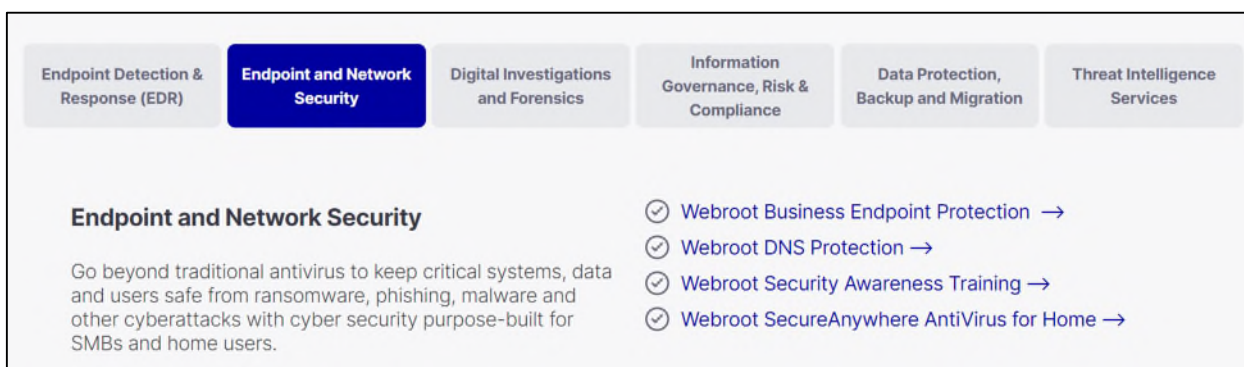 Endpoint Detection &
Response (EDR)
Endpoint and Network
Security
Digital Investigations
and Forensics
Information
Governance, Risk &
Compliance
Data Protection,
Backup and Migration
Threat Intelligence
Services
Endpoint and Network Security
Go beyond traditional antivirus to keep critical systems, data
and users safe from ransomware, phishing, malware and
other cyberattacks with cyber security purpose-built for
SMBs and home users.
Webroot Business Endpoint Protection →
Webroot DNS Protection →
Webroot Security Awareness Training →
Webroot SecureAnywhere AntiVirus for Home →